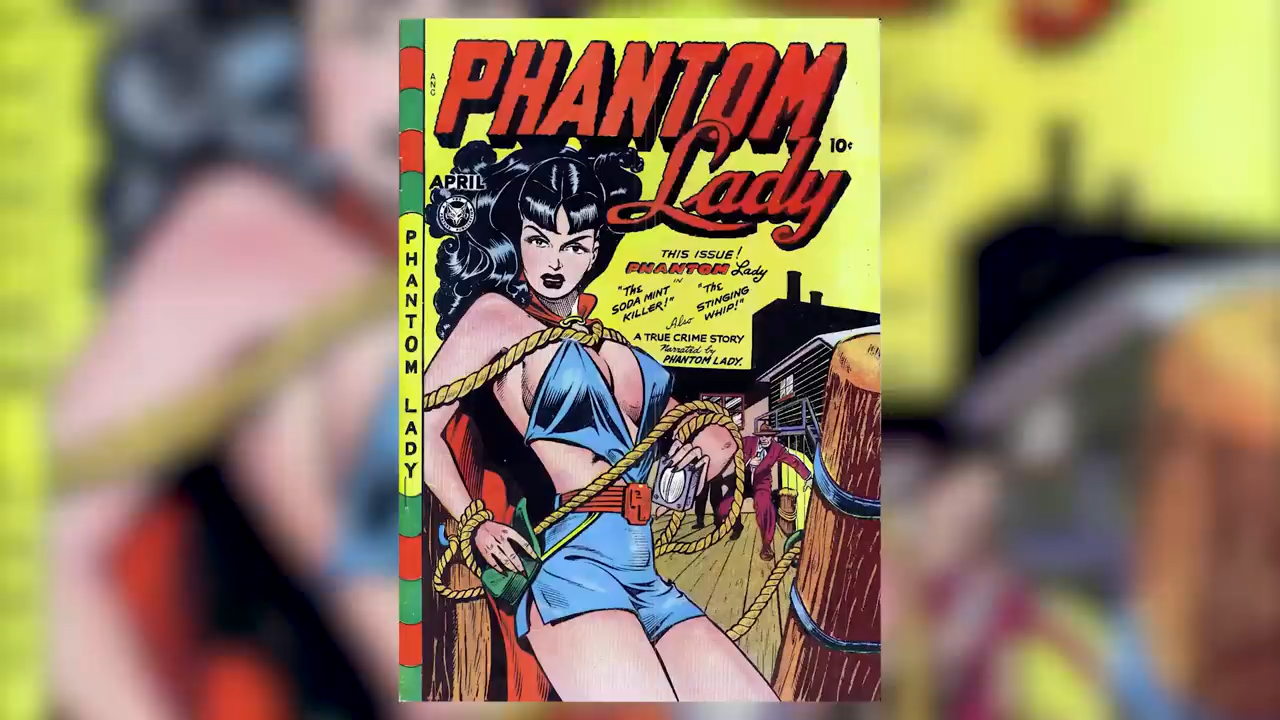 PHANTOM
Lady
10¢
ANC
APRIL
THIS ISSUE!
PHANTOM Lady
IN
"THE SODA MINT KILLER!"
"THE STINGING WHIP!"
Also
A TRUE CRIME STORY
Narrated by
PHANTOM LADY.
PHANTOM LADY